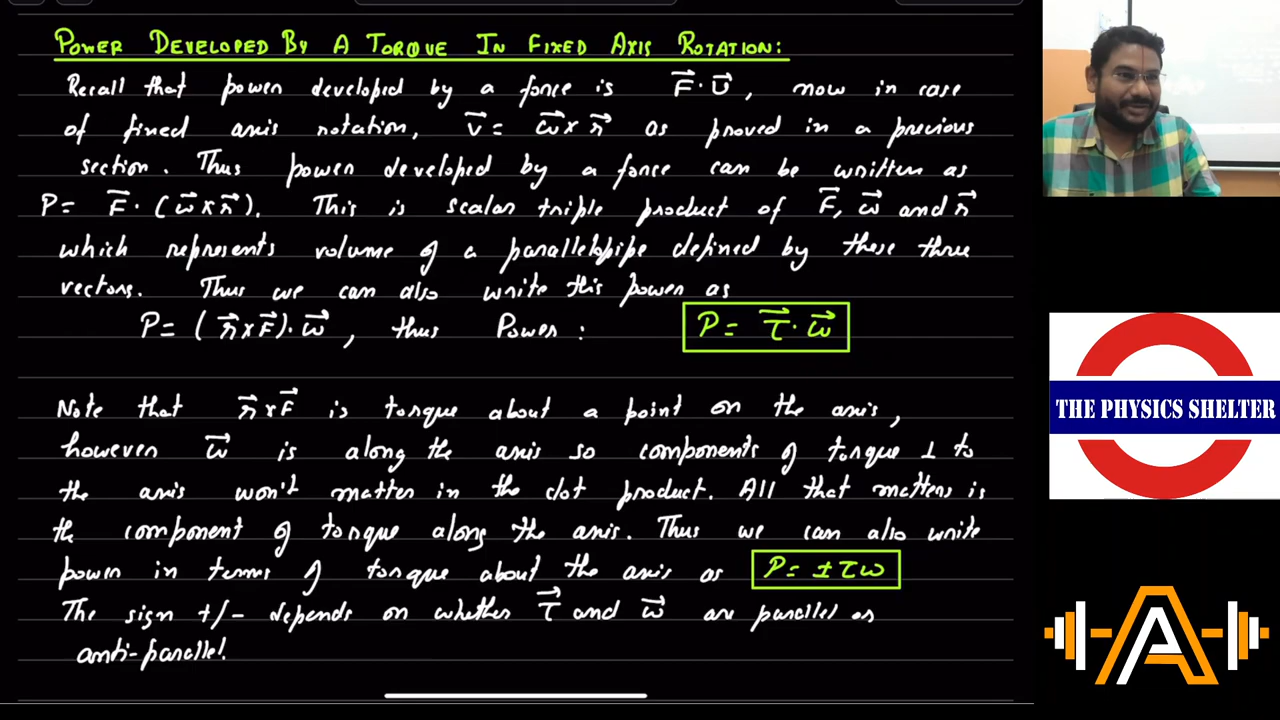 POWER DEVELOPED BY A TORQUE IN FIXED AXIS ROTATION:
Recall that power developed by a force is F⃗·v⃗, now in case
of fixed axis rotation, v⃗ = ω⃗×r⃗ as proved in a previous
section. Thus power developed by a force can be written as
P= F⃗·(ω⃗×r⃗). This is scalar triple product of F⃗, ω⃗ and r⃗
which represents volume of a parallelopipe defined by these three
vectors. Thus we can also write this power as
P= (r⃗×F⃗)·ω⃗, thus Power: P= τ⃗·ω⃗
Note that r⃗×F⃗ is torque about a point on the axis,
however ω⃗ is along the axis so components of torque ⊥ to
the axis won't matter in the dot product. All that matters is
the component of torque along the axis. Thus we can also write
power in terms of torque about the axis as P= ±τω
The sign +/- depends on whether τ⃗ and ω⃗ are parallel or
anti-parallel.
THE PHYSICS SHELTER
A